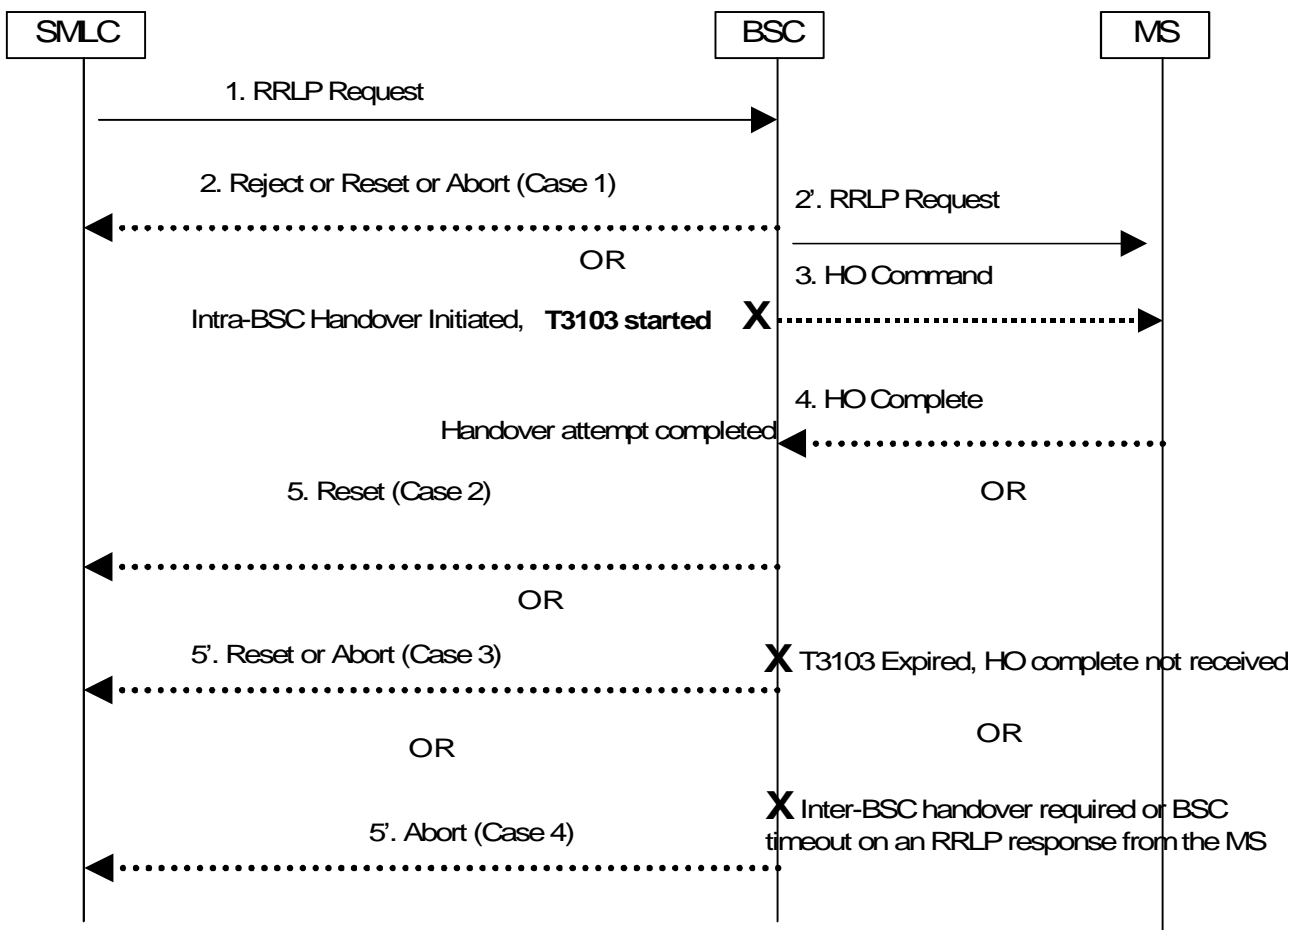 SMLC
BSC
MS
1. RRLP Request
2. Reject or Reset or Abort (Case 1)
2'. RRLP Request
OR
3. HO Command
Intra-BSC Handover Initiated, T3103 started X
4. HO Complete
Handover attempt completed
5. Reset (Case 2)
OR
OR
5'. Reset or Abort (Case 3)
X T3103 Expired, HO complete not received
OR
OR
X Inter-BSC handover required or BSC
timeout on an RRLP response from the MS
5'. Abort (Case 4)